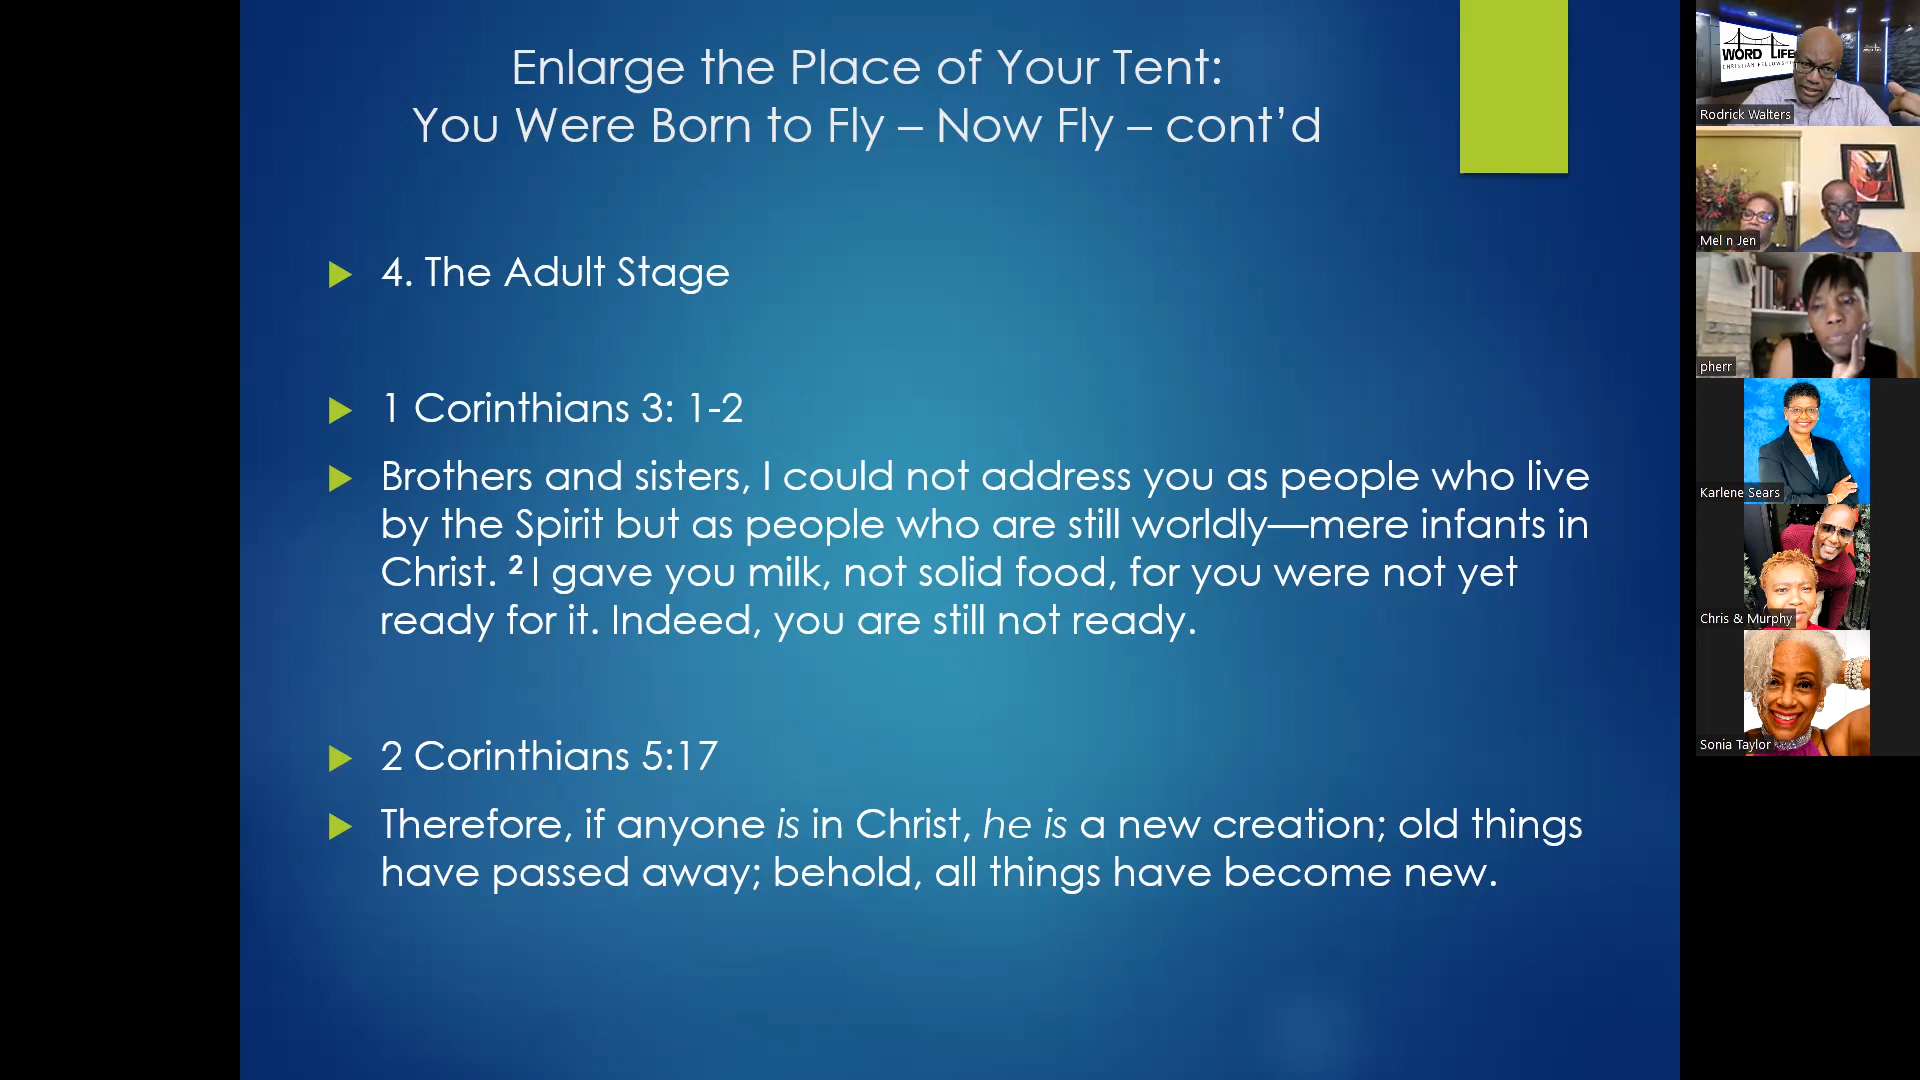 Enlarge the Place of Your Tent:
You Were Born to Fly – Now Fly – cont’d
4. The Adult Stage
1 Corinthians 3: 1-2
Brothers and sisters, I could not address you as people who live
by the Spirit but as people who are still worldly—mere infants in
Christ. ² I gave you milk, not solid food, for you were not yet
ready for it. Indeed, you are still not ready.
2 Corinthians 5:17
Therefore, if anyone is in Christ, he is a new creation; old things
have passed away; behold, all things have become new.
WORD LIFE
CHRISTIAN FELLOWSHIP
Rodrick Walters
Mel n Jen
pherr
Karlene Sears
Chris & Murphy
Sonia Taylor